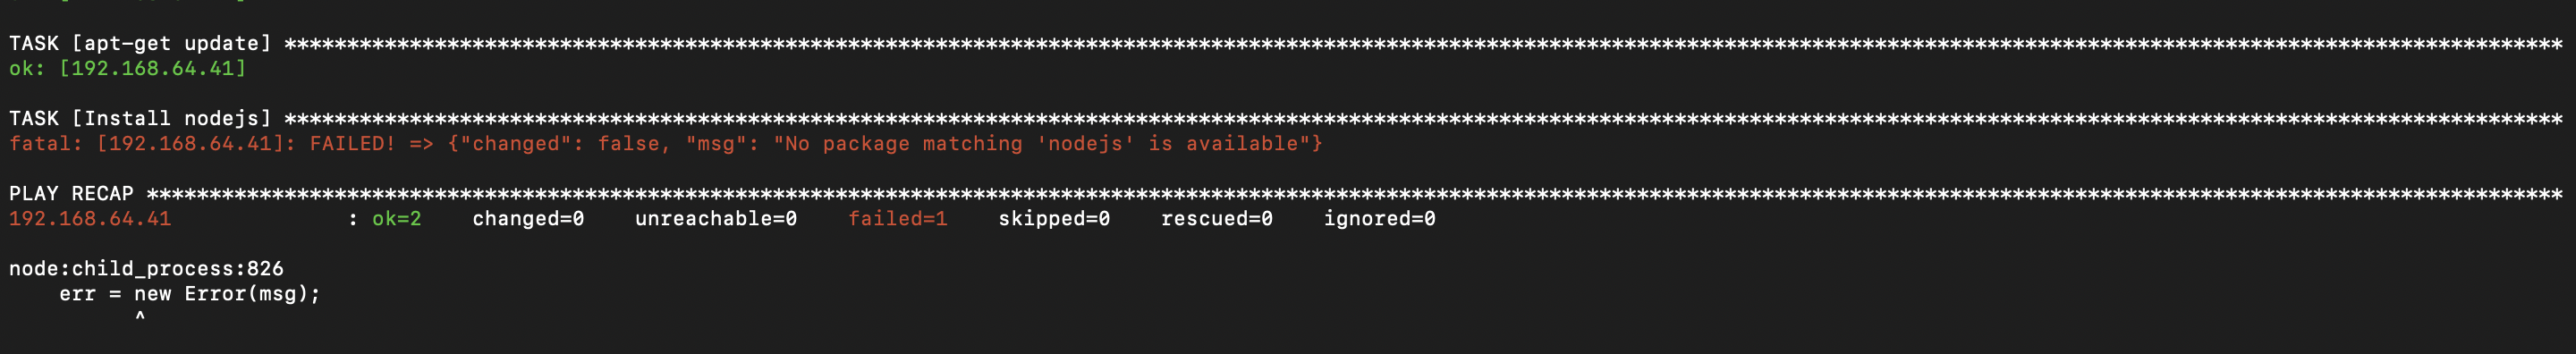 TASK [apt-get update] **************************************************************************************************************************************************************************************
ok: [192.168.64.41]
TASK [Install nodejs] **************************************************************************************************************************************************************************************
fatal: [192.168.64.41]: FAILED! => {"changed": false, "msg": "No package matching 'nodejs' is available"}
PLAY RECAP *************************************************************************************************************************************************************************************************
192.168.64.41              : ok=2    changed=0    unreachable=0    failed=1    skipped=0    rescued=0    ignored=0
node:child_process:826
    err = new Error(msg);
          ^